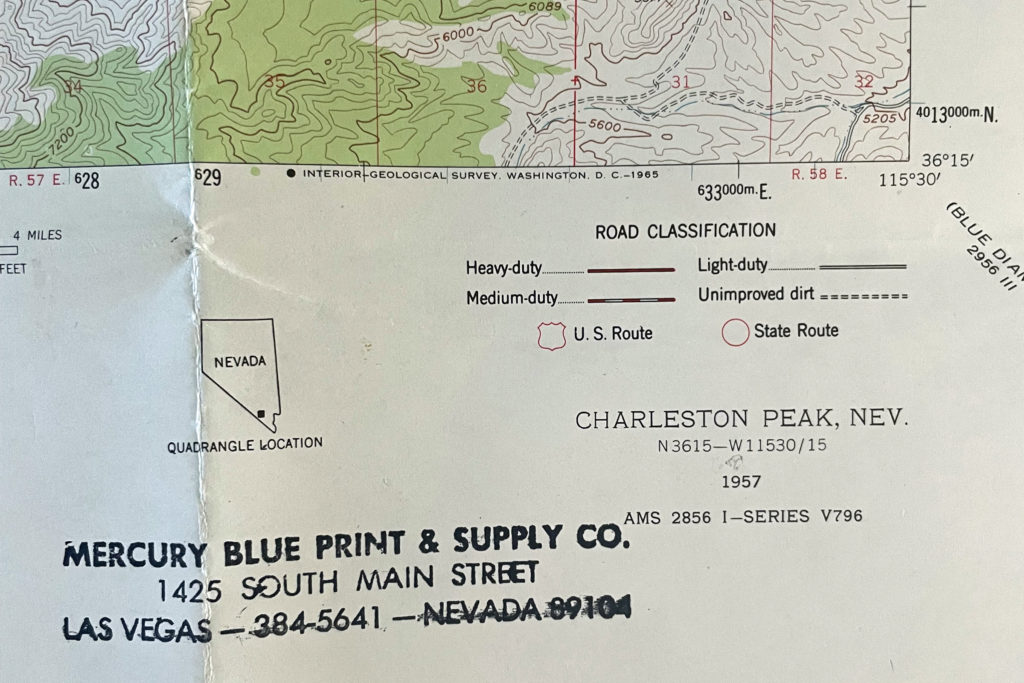 6089
6000
34
35
36
31
32
7200
5600
5205
4013000m.N.
36°15′
R. 57 E.
628
629
INTERIOR—GEOLOGICAL SURVEY, WASHINGTON, D. C.—1965
633000m.E.
R. 58 E.
115°30′
4 MILES
FEET
(BLUE DIAM
2956 III
ROAD CLASSIFICATION
Heavy-duty Light-duty
Medium-duty Unimproved dirt
U. S. Route State Route
NEVADA
QUADRANGLE LOCATION
CHARLESTON PEAK, NEV.
N3615—W11530/15
1957
AMS 2856 I—SERIES V796
MERCURY BLUE PRINT & SUPPLY CO.
1425 SOUTH MAIN STREET
LAS VEGAS — 384-5641 — NEVADA 89104